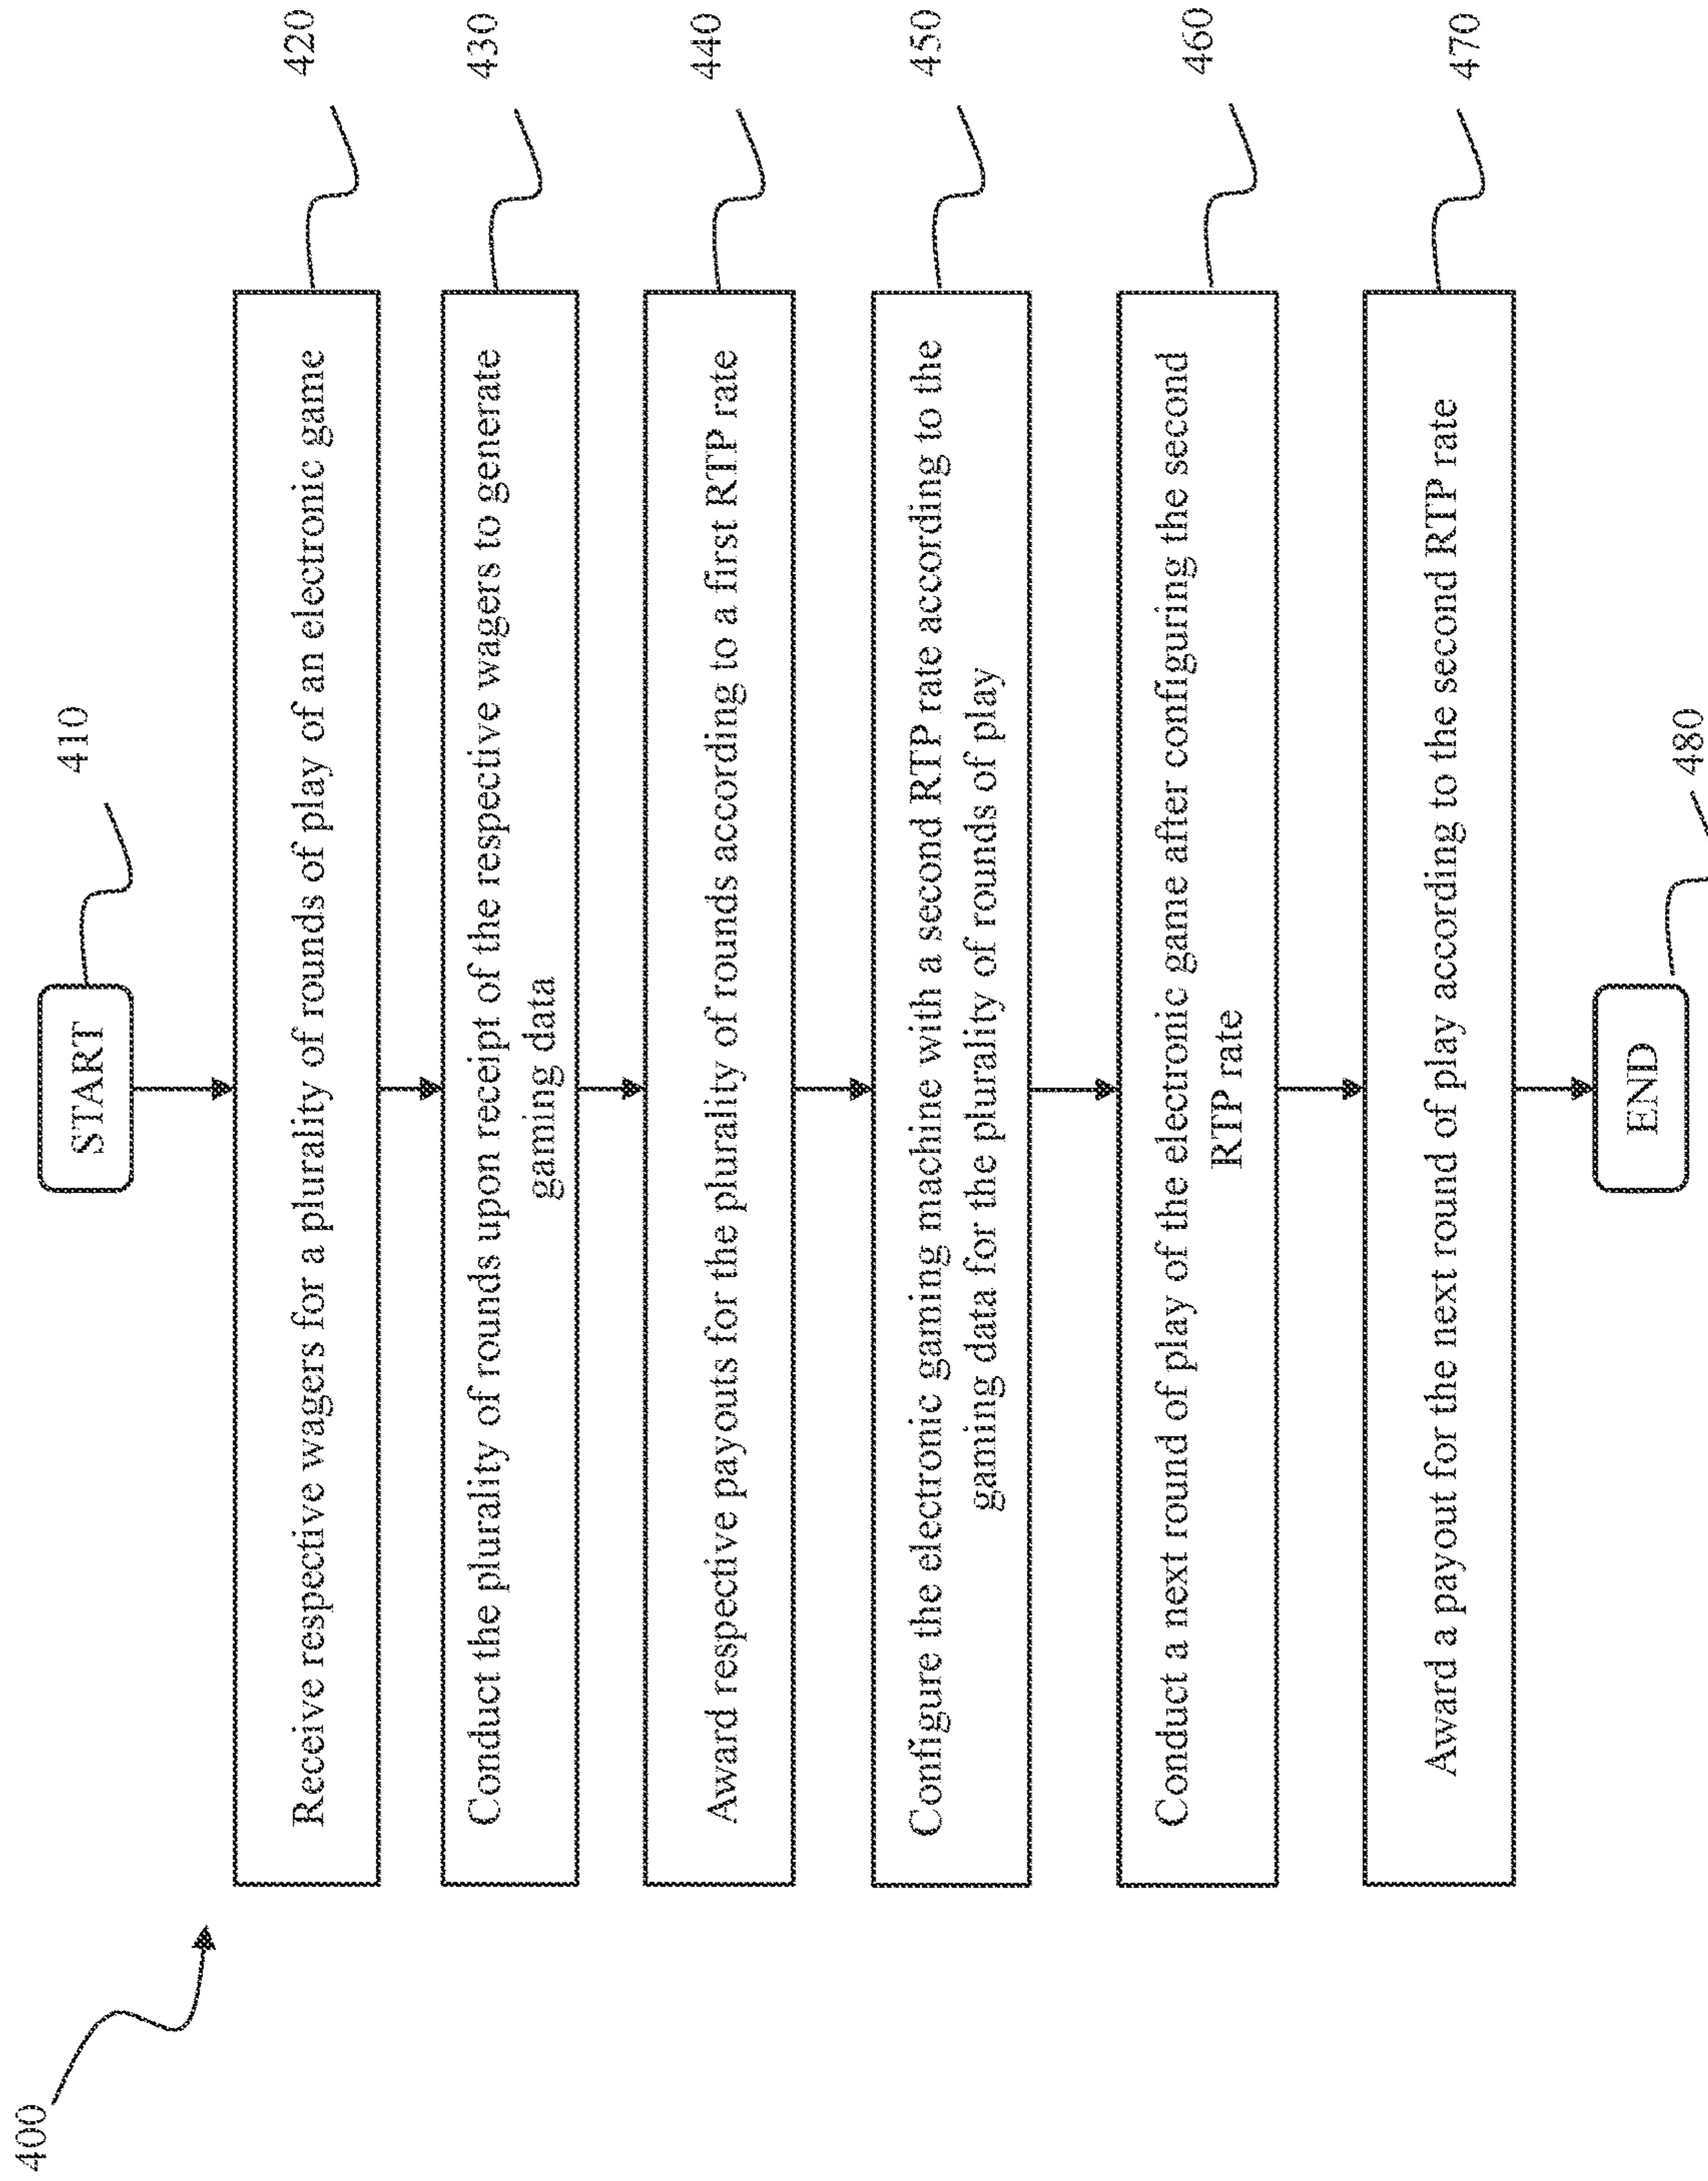 400
START
410
Receive respective wagers for a plurality of rounds of play of an electronic game
420
Conduct the plurality of rounds upon receipt of the respective wagers to generate
gaming data
430
Award respective payouts for the plurality of rounds according to a first RTP rate
440
Configure the electronic gaming machine with a second RTP rate according to the
gaming data for the plurality of rounds of play
450
Conduct a next round of play of the electronic game after configuring the second
RTP rate
460
Award a payout for the next round of play according to the second RTP rate
470
END
480